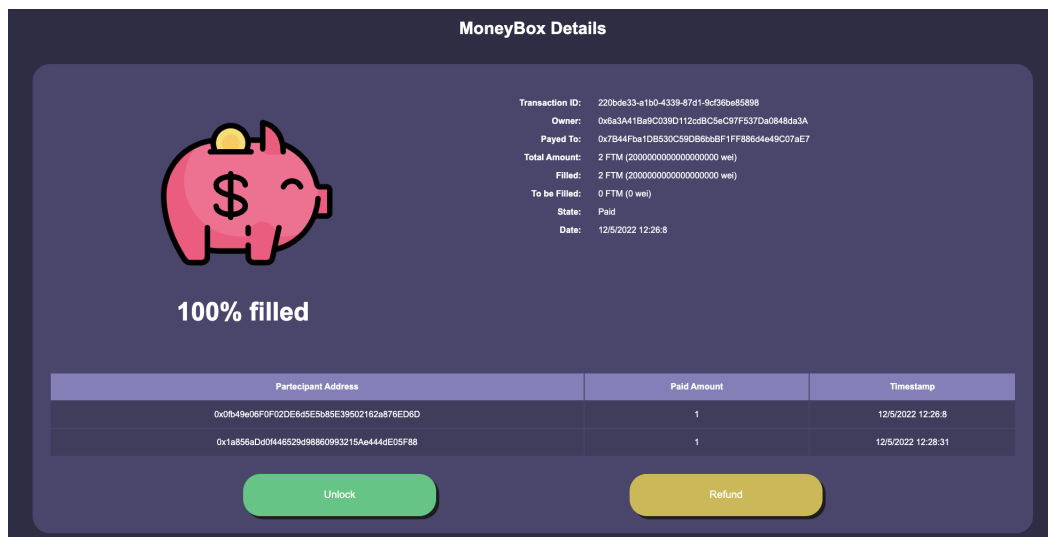 MoneyBox Details
Transaction ID: 220bde33-a1b0-4339-87d1-9cf36be85898
Owner: 0x6a3A41Ba9C039D112cdBC5eC97F537Da0848da3A
Payed To: 0x7B44Fba1DB530C59DB6bbBF1FF886d4e49C07aE7
Total Amount: 2 FTM (2000000000000000000 wei)
Filled: 2 FTM (2000000000000000000 wei)
To be Filled: 0 FTM (0 wei)
State: Paid
Date: 12/5/2022 12:26:8
$
100% filled
Partecipant Address Paid Amount Timestamp
0x0fb49e06F0F02DE6d5E5b85E39502162a876ED6D 1 12/5/2022 12:26:8
0x1a856aDd0f446529d98860993215Ae444dE05F88 1 12/5/2022 12:28:31
Unlock Refund